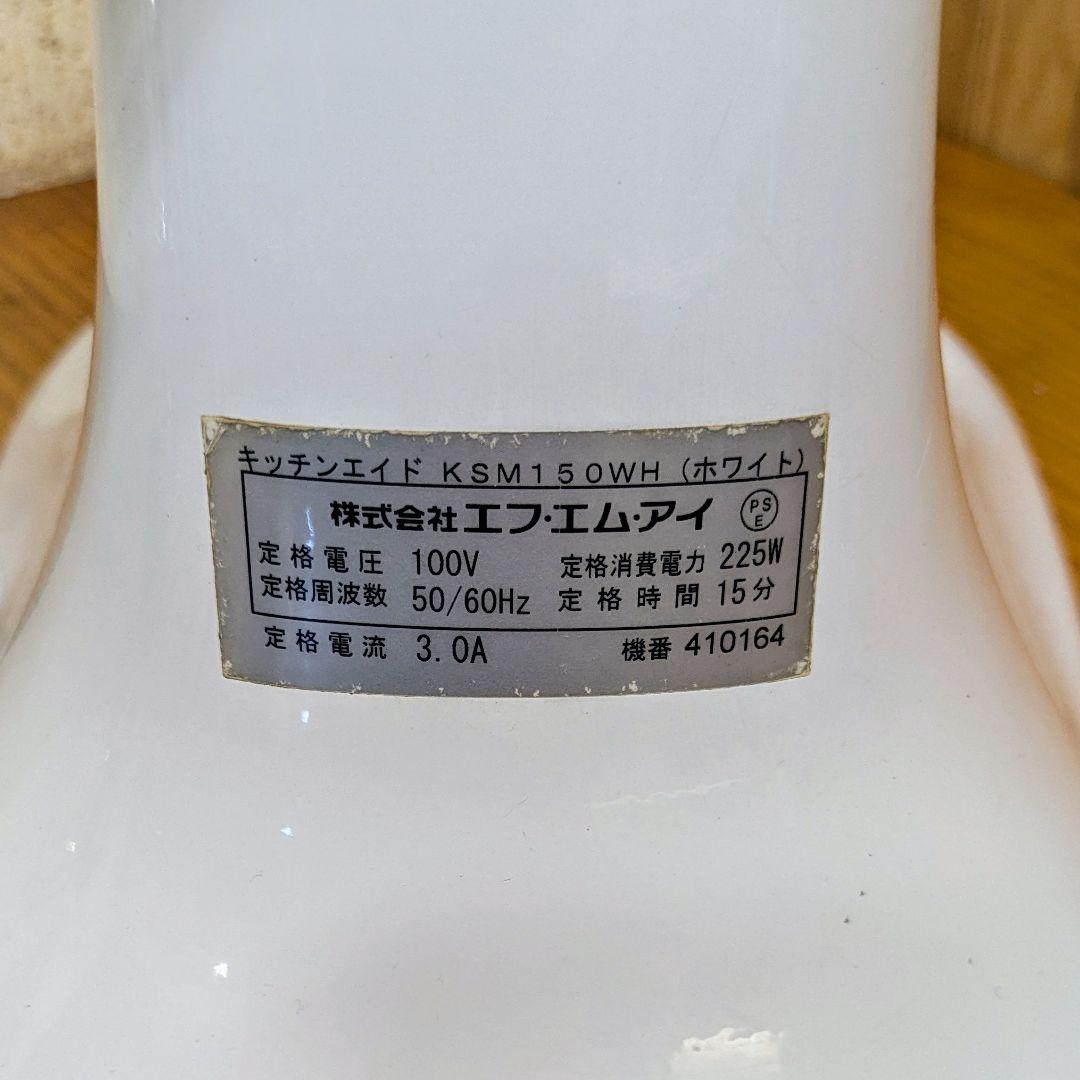 キッチンエイド KSM150WH (ホワイト)
株式会社 エフ・エム・アイ PSE
定格電圧 100V 定格消費電力 225W
定格周波数 50/60Hz 定格時間 15分
定格電流 3.0A 機番 410164